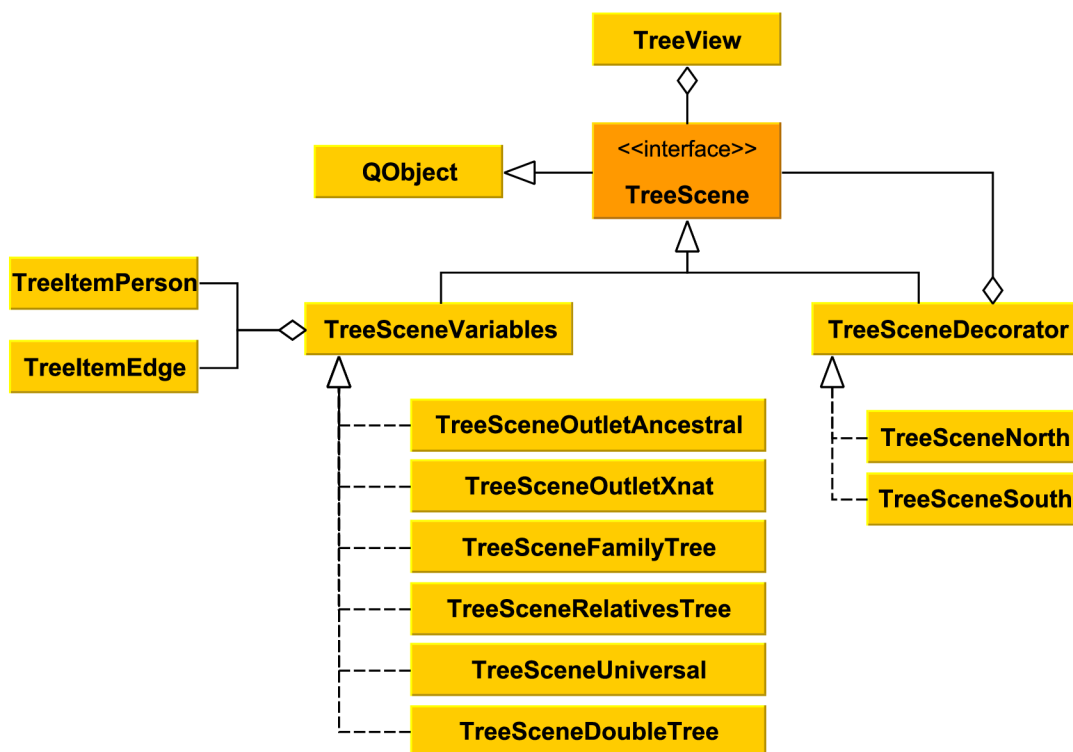 TreeView
<<interface>>
TreeScene
QObject
TreeItemPerson
TreeItemEdge
TreeSceneVariables
TreeSceneDecorator
TreeSceneOutletAncestral
TreeSceneOutletXnat
TreeSceneFamilyTree
TreeSceneRelativesTree
TreeSceneUniversal
TreeSceneDoubleTree
TreeSceneNorth
TreeSceneSouth